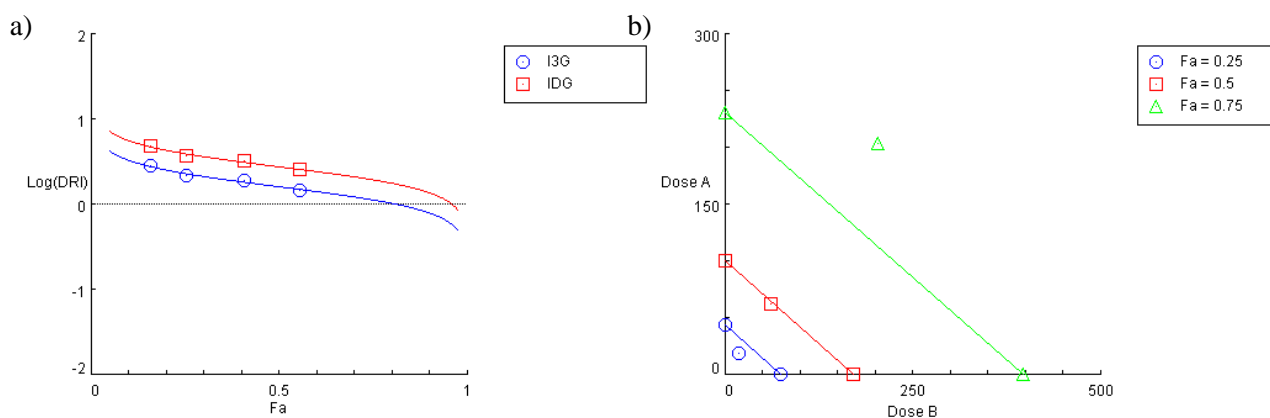 a)
2
1
Log(DRI)
0
-1
-2
0
0.5
1
Fa
I3G
IDG
b)
300
Dose A
150
0
0
250
500
Dose B
Fa = 0.25
Fa = 0.5
Fa = 0.75